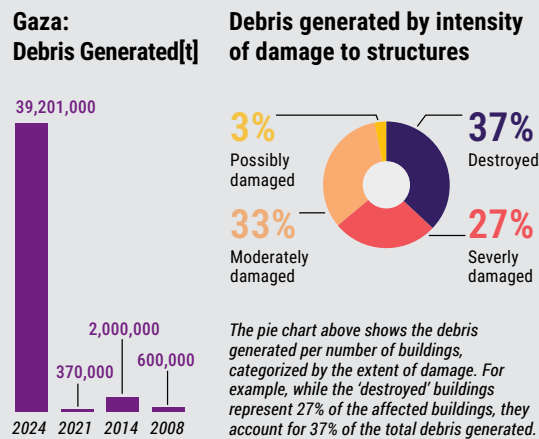 Gaza:
Debris Generated[t]
39,201,000
370,000
2,000,000
600,000
2024 2021 2014 2008
Debris generated by intensity
of damage to structures
3%
Possibly
damaged
37%
Destroyed
33%
Moderately
damaged
27%
Severly
damaged
The pie chart above shows the debris
generated per number of buildings,
categorized by the extent of damage. For
example, while the ‘destroyed’ buildings
represent 27% of the affected buildings, they
account for 37% of the total debris generated.